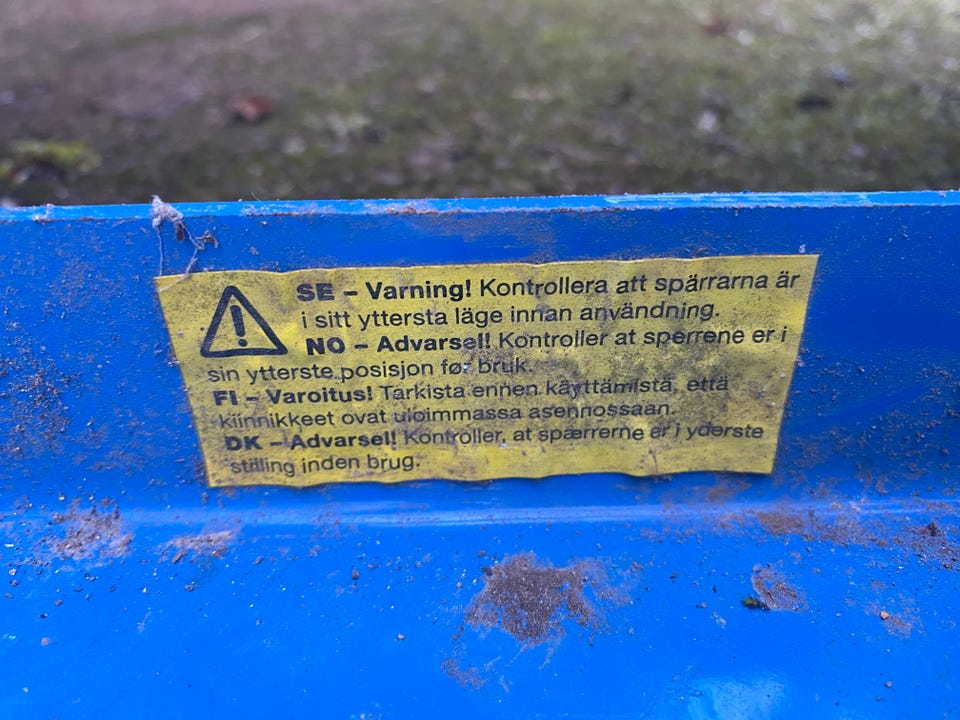 SE – Varning! Kontrollera att spärrarna är
i sitt yttersta läge innan användning.
NO – Advarsel! Kontroller at sperrene er i
sin ytterste posisjon før bruk.
FI – Varoitus! Tarkista ennen käyttämistä, että
kiinnikkeet ovat uloimmassa asennossaan.
DK – Advarsel! Kontroller, at spærrerne er i yderste
stilling inden brug.